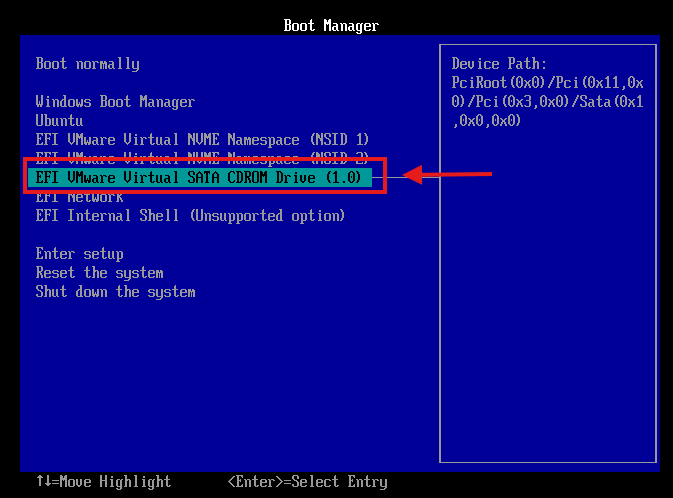 Boot Manager
Boot normally
Windows Boot Manager
Ubuntu
EFI VMware Virtual NVME Namespace (NSID 1)
EFI VMware Virtual NVME Namespace (NSID 2)
EFI VMware Virtual SATA CDROM Drive (1.0)
EFI Network
EFI Internal Shell (Unsupported option)
Enter setup
Reset the system
Shut down the system
Device Path:
PciRoot(0x0)/Pci(0x11,0x
0)/Pci(0x3,0x0)/Sata(0x1
,0x0,0x0)
↑↓=Move Highlight
<Enter>=Select Entry